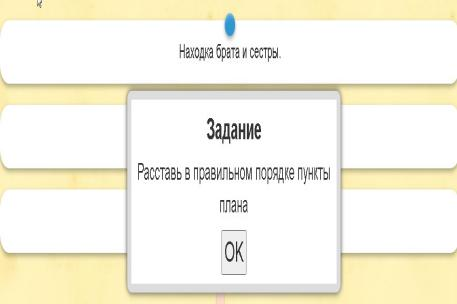 Находка брата и сестры.
Задание
Расставь в правильном порядке пункты
плана
OK